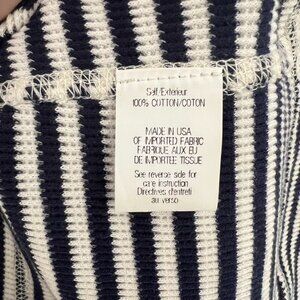 Self/Exterieur
100% COTTON/COTON
MADE IN USA
OF IMPORTED FABRIC
FABRIQUE AUX EU
DE IMPORTEE TISSUE
See reverse side for
care instruction
Directives d'entreti
au verso